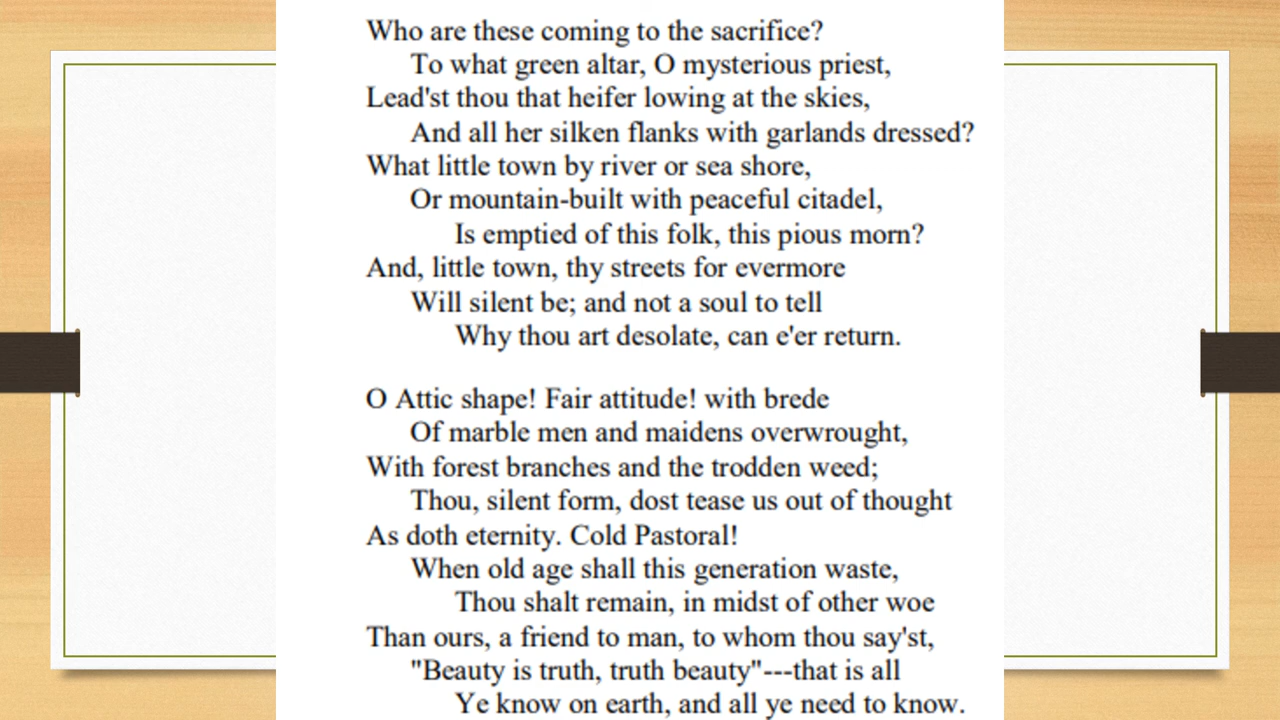 Who are these coming to the sacrifice?
To what green altar, O mysterious priest,
Lead'st thou that heifer lowing at the skies,
And all her silken flanks with garlands dressed?
What little town by river or sea shore,
Or mountain-built with peaceful citadel,
Is emptied of this folk, this pious morn?
And, little town, thy streets for evermore
Will silent be; and not a soul to tell
Why thou art desolate, can e'er return.

O Attic shape! Fair attitude! with brede
Of marble men and maidens overwrought,
With forest branches and the trodden weed;
Thou, silent form, dost tease us out of thought
As doth eternity. Cold Pastoral!
When old age shall this generation waste,
Thou shalt remain, in midst of other woe
Than ours, a friend to man, to whom thou say'st,
"Beauty is truth, truth beauty"---that is all
Ye know on earth, and all ye need to know.